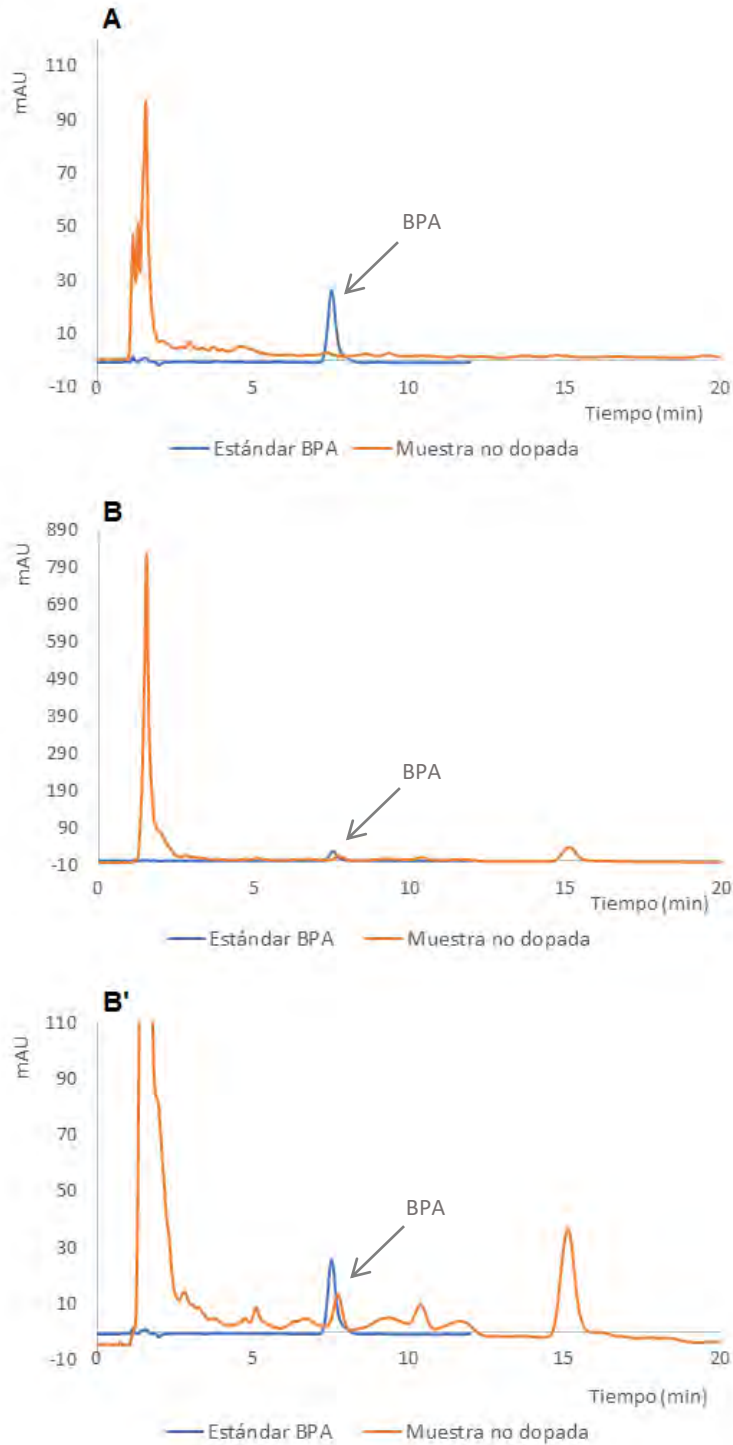 A
mAU
110
90
70
50
30
10
-10
BPA
0 5 10 15 20
Tiempo (min)
Estándar BPA Muestra no dopada
B
mAU
890
790
690
590
490
390
290
190
90
-10
BPA
0 5 10 15 20
Tiempo (min)
Estándar BPA Muestra no dopada
B'
mAU
110
90
70
50
30
10
-10
BPA
0 5 10 15 20
Tiempo (min)
Estándar BPA Muestra no dopada